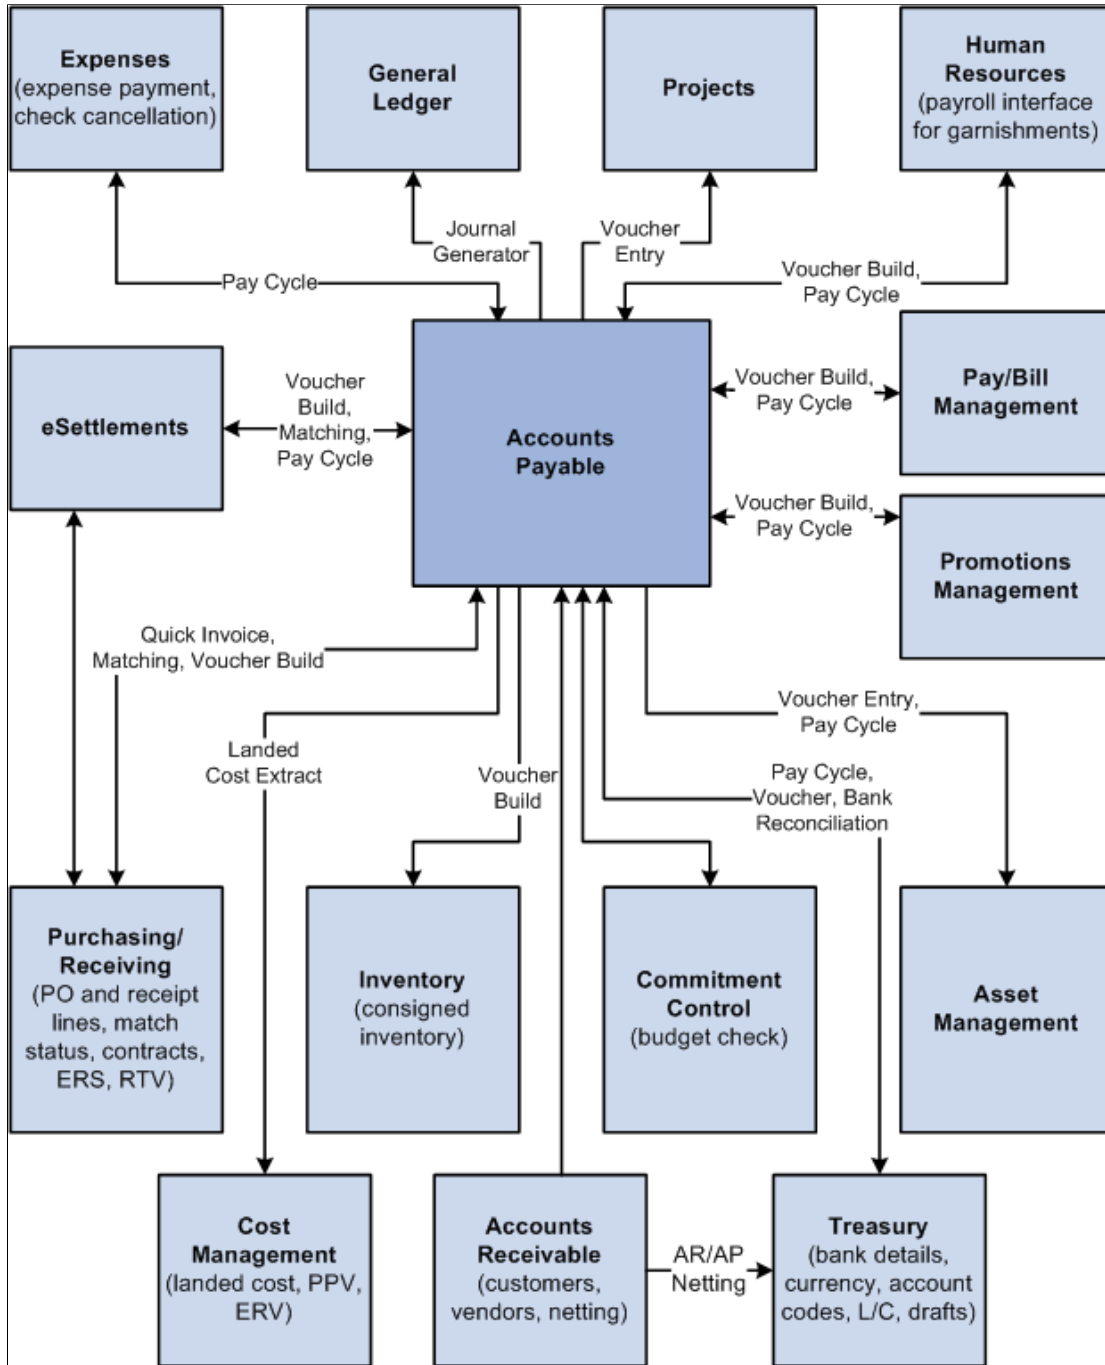 Expenses
(expense payment,
check cancellation)
General
Ledger
Projects
Human
Resources
(payroll interface
for garnishments)
Journal
Generator
Voucher
Entry
Pay Cycle
Voucher Build,
Pay Cycle
eSettlements
Voucher
Build,
Matching,
Pay Cycle
Accounts
Payable
Voucher Build,
Pay Cycle
Pay/Bill
Management
Voucher Build,
Pay Cycle
Promotions
Management
Quick Invoice,
Matching, Voucher Build
Landed
Cost Extract
Voucher
Build
Voucher Entry,
Pay Cycle
Pay Cycle,
Voucher, Bank
Reconciliation
Purchasing/
Receiving
(PO and receipt
lines, match
status, contracts,
ERS, RTV)
Inventory
(consigned
inventory)
Commitment
Control
(budget check)
Asset
Management
Cost
Management
(landed cost, PPV,
ERV)
Accounts
Receivable
(customers,
vendors, netting)
AR/AP
Netting
Treasury
(bank details,
currency, account
codes, L/C, drafts)